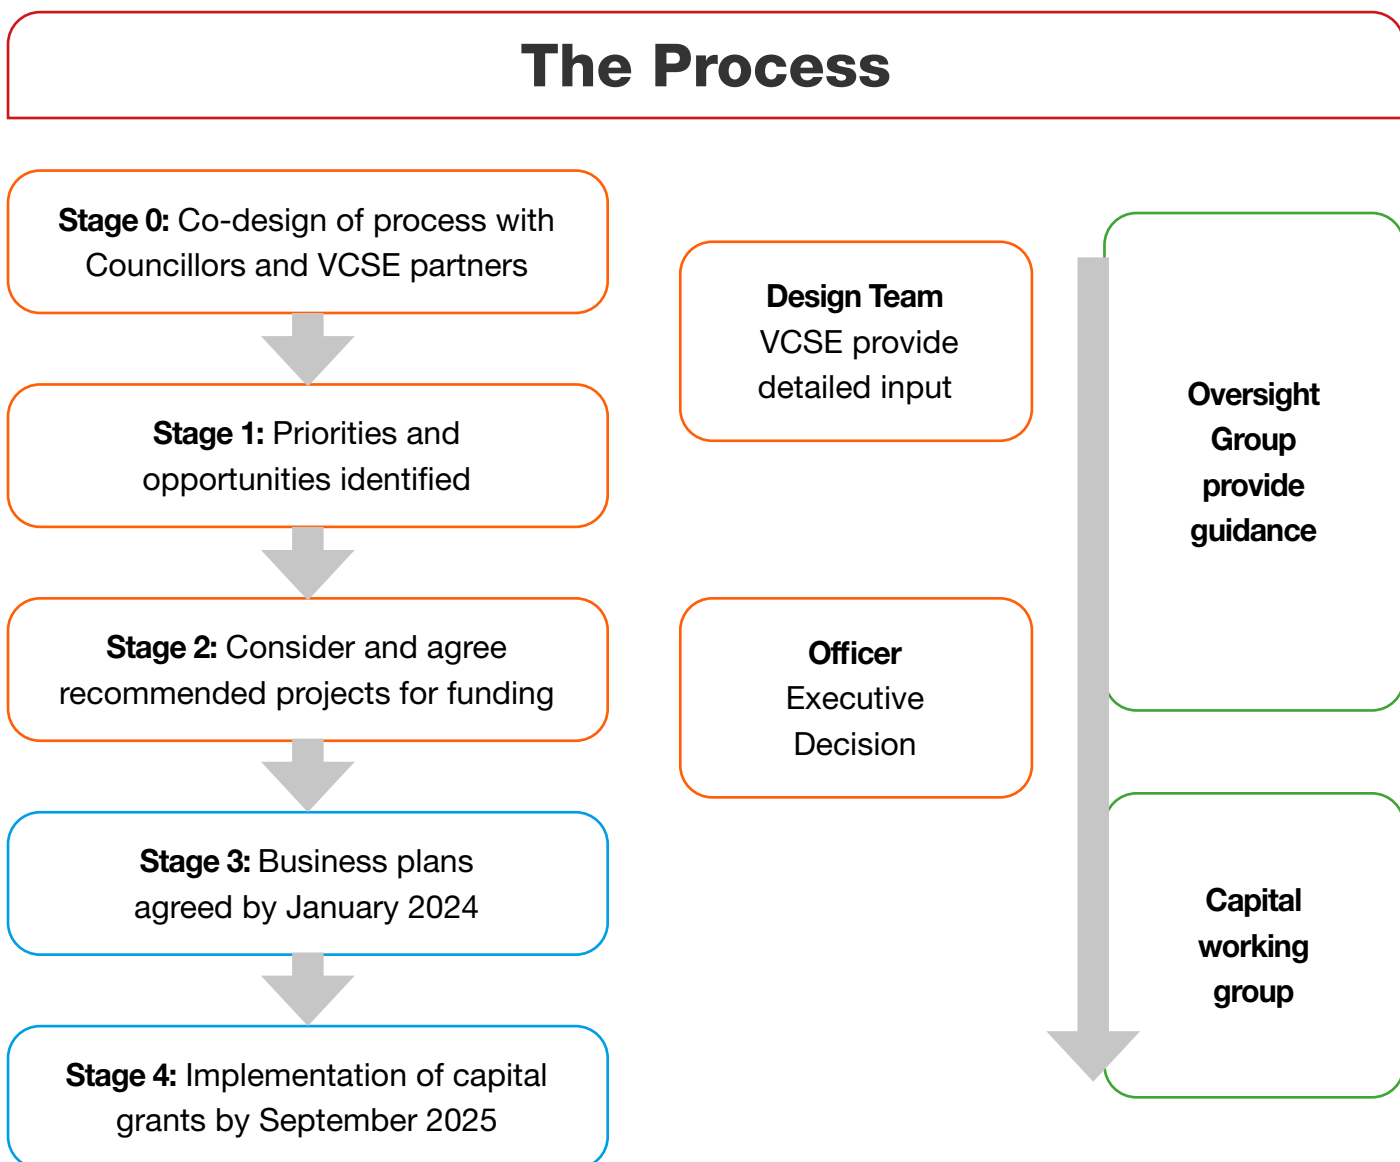 The Process
Stage 0: Co-design of process with
Councillors and VCSE partners
Stage 1: Priorities and
opportunities identified
Stage 2: Consider and agree
recommended projects for funding
Stage 3: Business plans
agreed by January 2024
Stage 4: Implementation of capital
grants by September 2025
Design Team
VCSE provide
detailed input
Officer
Executive
Decision
Oversight
Group
provide
guidance
Capital
working
group